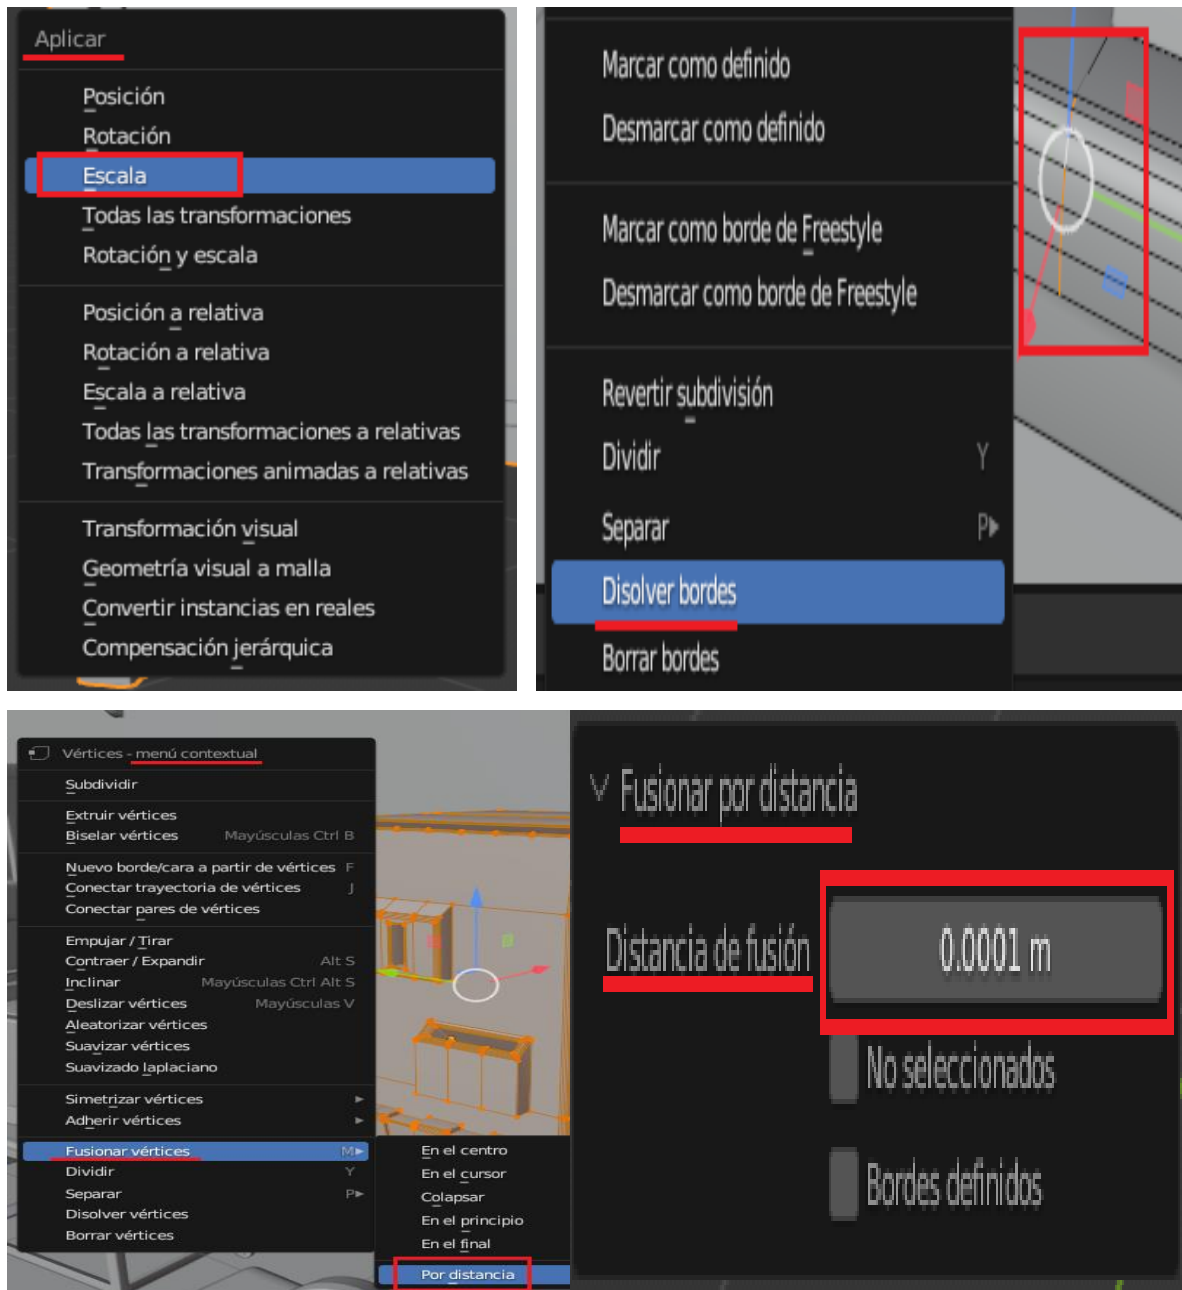 Aplicar
Posición
Rotación
Escala
Todas las transformaciones
Rotación y escala
Posición a relativa
Rotación a relativa
Escala a relativa
Todas las transformaciones a relativas
Transformaciones animadas a relativas
Transformación visual
Geometría visual a malla
Convertir instancias en reales
Compensación jerárquica
Marcar como definido
Desmarcar como definido
Marcar como borde de Freestyle
Desmarcar como borde de Freestyle
Revertir subdivisión
Dividir Y
Separar P
Disolver bordes
Borrar bordes
Vértices - menú contextual
Subdividir
Extruir vértices
Biselar vértices Mayúsculas Ctrl B
Nuevo borde/cara a partir de vértices F
Conectar trayectoria de vértices J
Conectar pares de vértices
Empujar / Tirar
Contraer / Expandir Alt S
Inclinar Mayúsculas Ctrl Alt S
Deslizar vértices Mayúsculas V
Aleatorizar vértices
Suavizar vértices
Suavizado laplaciano
Simetrizar vértices
Adherir vértices
Fusionar vértices M
Dividir Y
Separar P
Disolver vértices
Borrar vértices
En el centro
En el cursor
Colapsar
En el principio
En el final
Por distancia
Fusionar por distancia
Distancia de fusión 0.0001 m
No seleccionados
Bordes definidos